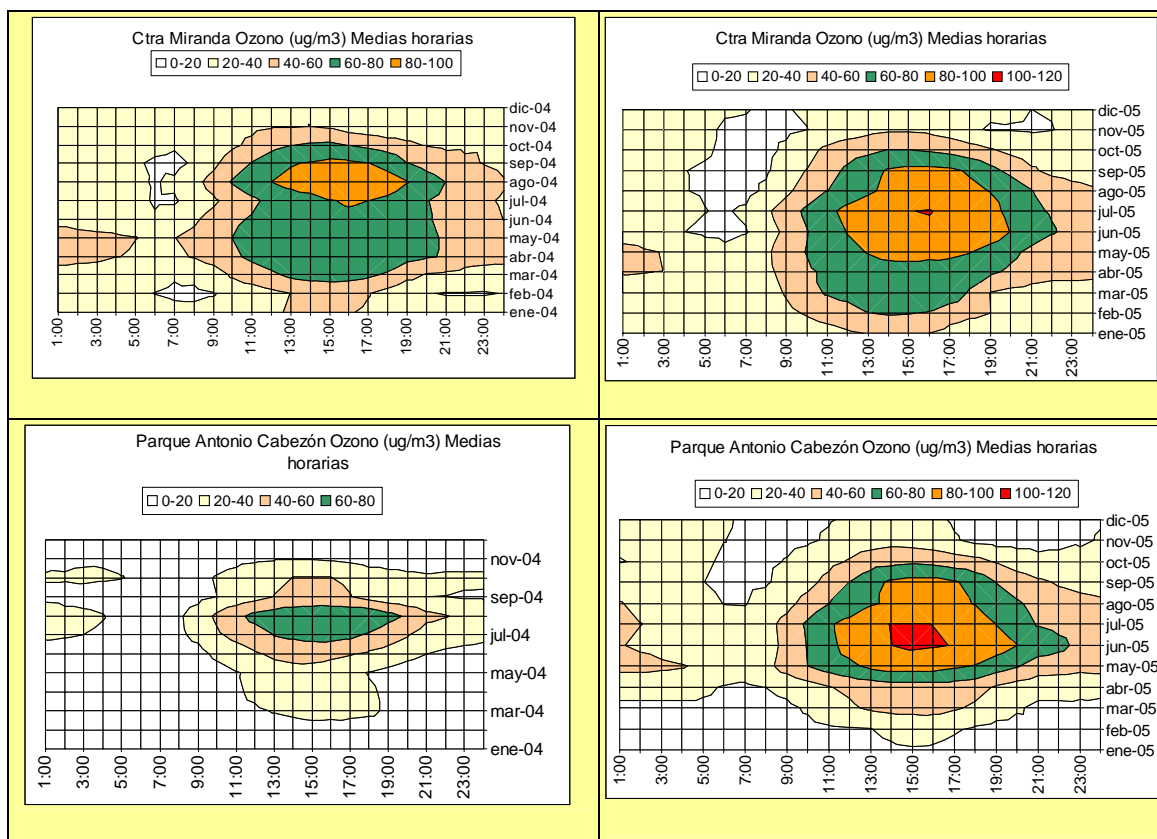 Ctra Miranda Ozono (ug/m3) Medias horarias
0-20 20-40 40-60 60-80 80-100
dic-04
nov-04
oct-04
sep-04
ago-04
jul-04
jun-04
may-04
abr-04
mar-04
feb-04
ene-04
1:00 3:00 5:00 7:00 9:00 11:00 13:00 15:00 17:00 19:00 21:00 23:00
Ctra Miranda Ozono (ug/m3) Medias horarias
0-20 20-40 40-60 60-80 80-100 100-120
dic-05
nov-05
oct-05
sep-05
ago-05
jul-05
jun-05
may-05
abr-05
mar-05
feb-05
ene-05
1:00 3:00 5:00 7:00 9:00 11:00 13:00 15:00 17:00 19:00 21:00 23:00
Parque Antonio Cabezón Ozono (ug/m3) Medias
horarias
0-20 20-40 40-60 60-80
nov-04
sep-04
jul-04
may-04
mar-04
ene-04
1:00 3:00 5:00 7:00 9:00 11:00 13:00 15:00 17:00 19:00 21:00 23:00
Parque Antonio Cabezón Ozono (ug/m3) Medias horarias
0-20 20-40 40-60 60-80 80-100 100-120
dic-05
nov-05
oct-05
sep-05
ago-05
jul-05
jun-05
may-05
abr-05
mar-05
feb-05
ene-05
1:00 3:00 5:00 7:00 9:00 11:00 13:00 15:00 17:00 19:00 21:00 23:00